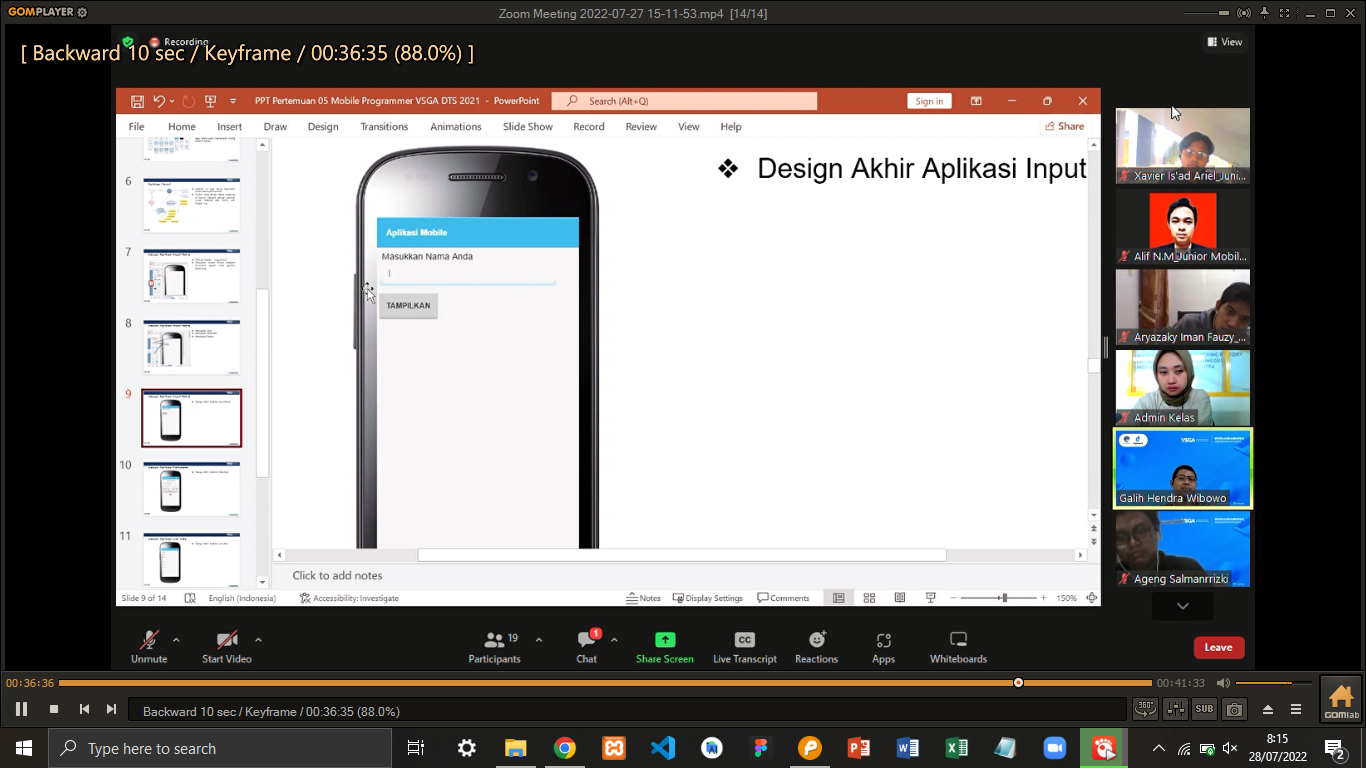 GOMPLAYER
Zoom Meeting 2022-07-27 15-11-53.mp4 [14/14]
Recording
[ Backward 10 sec / Keyframe / 00:36:35 (88.0%) ]
View
PPT Pertemuan 05 Mobile Programmer VSGA DTS 2021 - PowerPoint
Search (Alt+Q)
Sign in
File Home Insert Draw Design Transitions Animations Slide Show Record Review View Help
Share
6
7
8
9
10
11
❖ Design Akhir Aplikasi Input
Aplikasi Mobile
Masukkan Nama Anda
TAMPILKAN
Click to add notes
Slide 9 of 14
English (Indonesia)
Accessibility: Investigate
Notes
Display Settings
Comments
150%
Xavier Is'ad Ariel_Juni...
Alif N.M_Junior Mobil...
Aryazaky Iman Fauzy_...
Admin Kelas
VSGA
Galih Hendra Wibowo
Ageng Salmanrrizki
Unmute
Start Video
19
Participants
1
Chat
Share Screen
CC
Live Transcript
Reactions
Apps
Whiteboards
Leave
00:36:36
00:41:33
Backward 10 sec / Keyframe / 00:36:35 (88.0%)
360°
SUB
GOMlab
Type here to search
8:15
28/07/2022
2